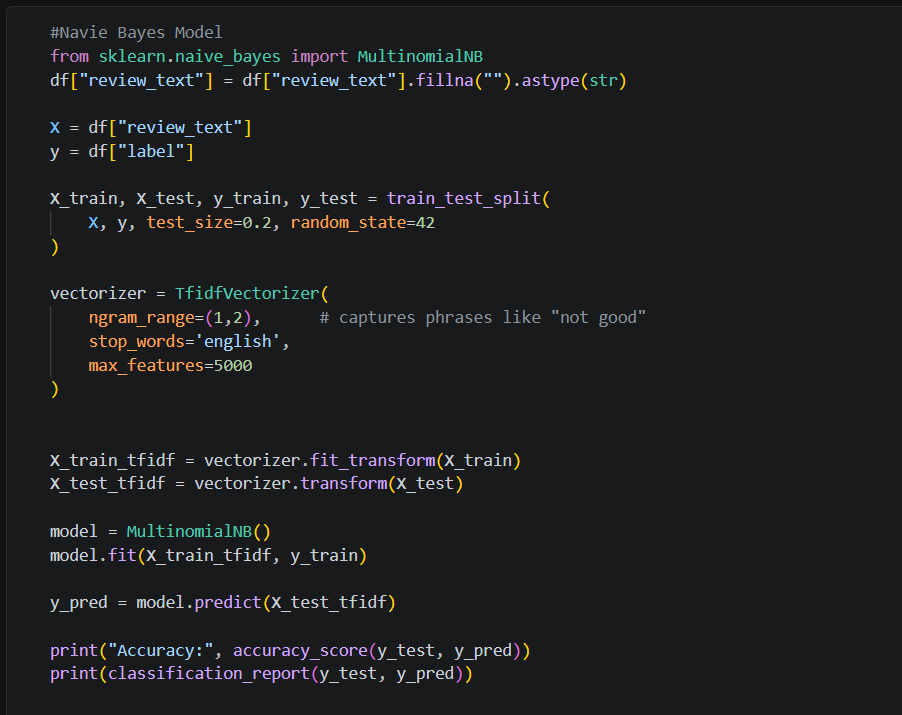 #Navie Bayes Model
from sklearn.naive_bayes import MultinomialNB
df["review_text"] = df["review_text"].fillna("").astype(str)
X = df["review_text"]
y = df["label"]
X_train, X_test, y_train, y_test = train_test_split(
    X, y, test_size=0.2, random_state=42
)
vectorizer = TfidfVectorizer(
    ngram_range=(1,2),      # captures phrases like "not good"
    stop_words='english',
    max_features=5000
)
X_train_tfidf = vectorizer.fit_transform(X_train)
X_test_tfidf = vectorizer.transform(X_test)
model = MultinomialNB()
model.fit(X_train_tfidf, y_train)
y_pred = model.predict(X_test_tfidf)
print("Accuracy:", accuracy_score(y_test, y_pred))
print(classification_report(y_test, y_pred))